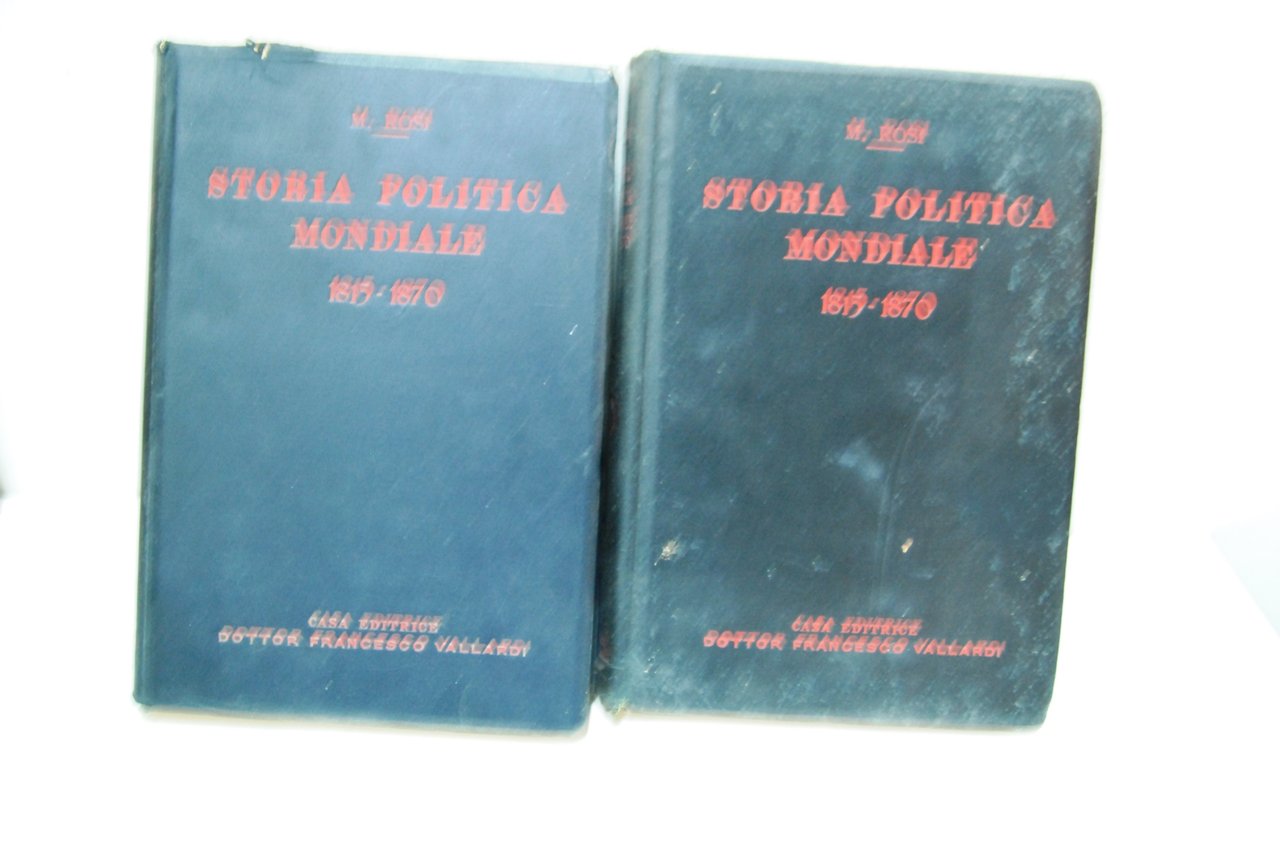 M. ROSI
STORIA POLITICA
MONDIALE
1815-1870
CASA EDITRICE
DOTTOR FRANCESCO VALLARDI
M. ROSI
STORIA POLITICA
MONDIALE
1815-1870
CASA EDITRICE
DOTTOR FRANCESCO VALLARDI